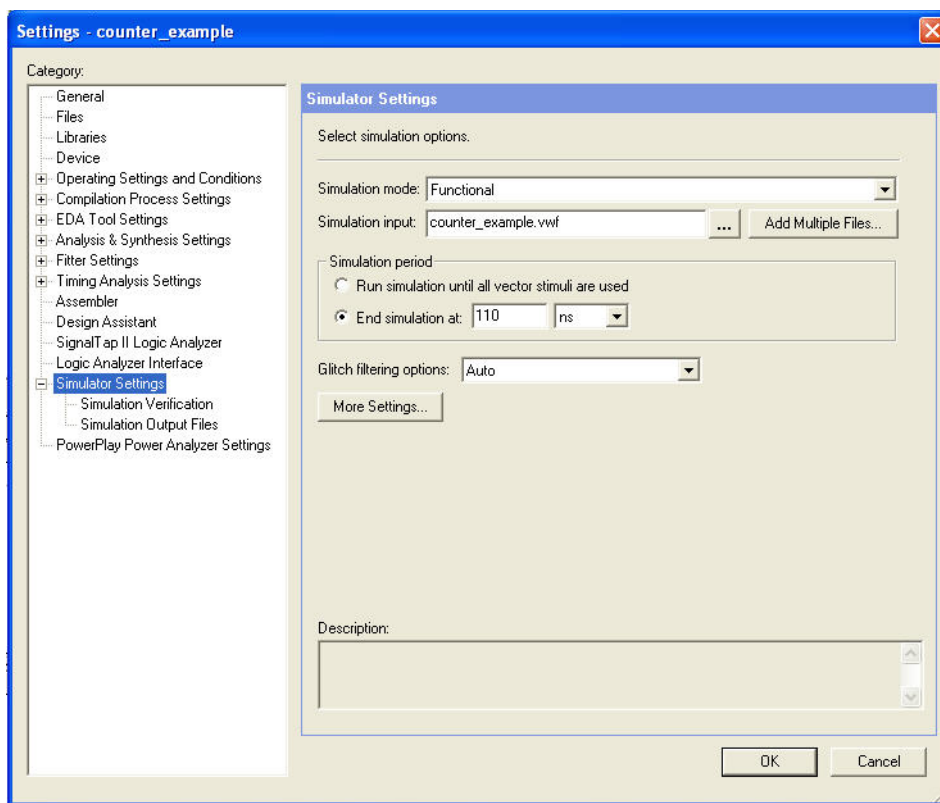 Settings - counter_example
Category:
General
Files
Libraries
Device
Operating Settings and Conditions
Compilation Process Settings
EDA Tool Settings
Analysis & Synthesis Settings
Fitter Settings
Timing Analysis Settings
Assembler
Design Assistant
SignalTap II Logic Analyzer
Logic Analyzer Interface
Simulator Settings
Simulation Verification
Simulation Output Files
PowerPlay Power Analyzer Settings
Simulator Settings
Select simulation options.
Simulation mode: Functional
Simulation input: counter_example.vwf ... Add Multiple Files...
Simulation period
Run simulation until all vector stimuli are used
End simulation at: 110 ns
Glitch filtering options: Auto
More Settings...
Description:
OK Cancel